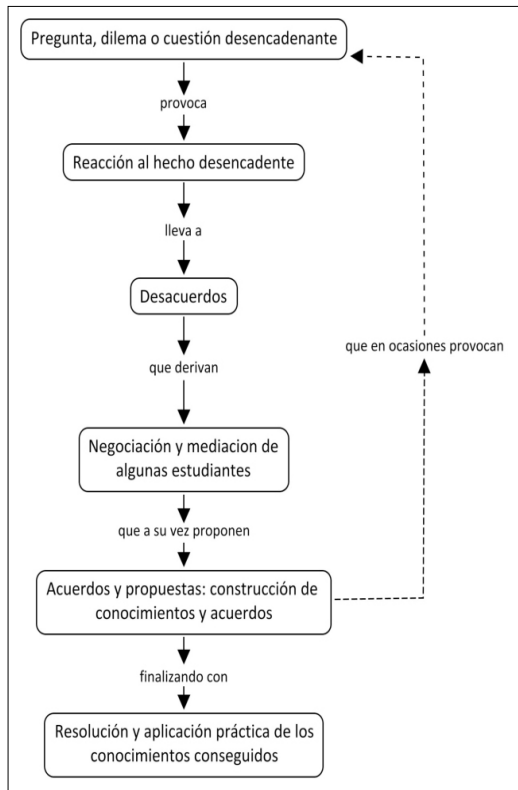 Pregunta, dilema o cuestión desencadenante
provoca
Reacción al hecho desencadente
lleva a
Desacuerdos
que en ocasiones provocan
que derivan
Negociación y mediacion de
algunas estudiantes
que a su vez proponen
Acuerdos y propuestas: construcción de
conocimientos y acuerdos
finalizando con
Resolución y aplicación práctica de los
conocimientos conseguidos